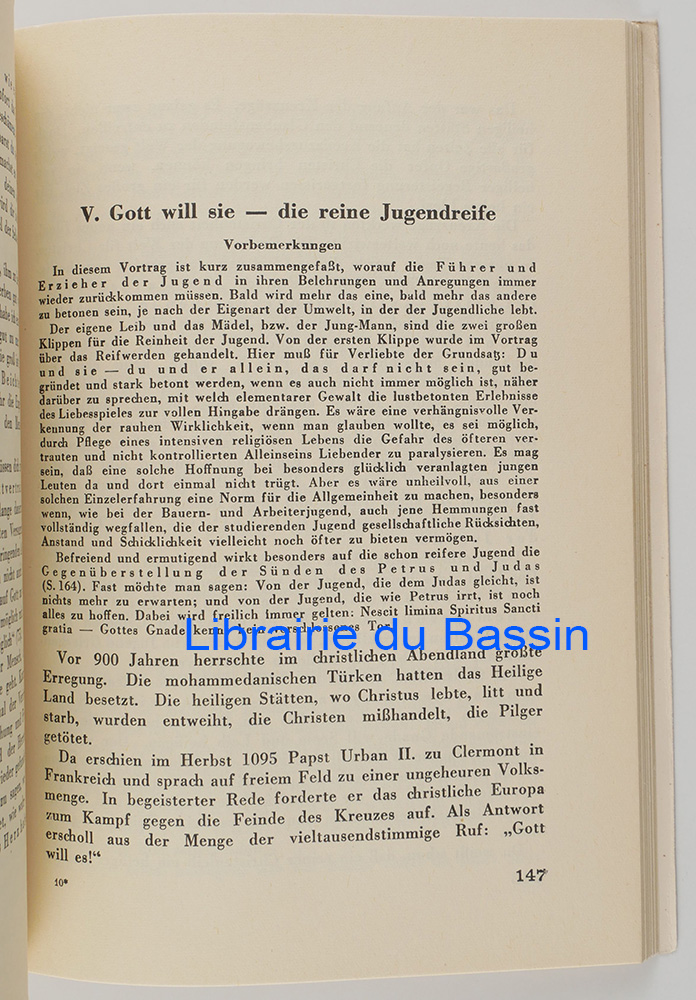 V. Gott will sie — die reine Jugendreife
Vorbemerkungen
In diesem Vortrag ist kurz zusammengefaßt, worauf die Führer und
Erzieher der Jugend in ihren Belehrungen und Anregungen immer
wieder zurückkommen müssen. Bald wird mehr das eine, bald mehr das andere
zu betonen sein, je nach der Eigenart der Umwelt, in der der Jugendliche lebt.
Der eigene Leib und das Mädel, bzw. der Jung-Mann, sind die zwei großen
Klippen für die Reinheit der Jugend. Von der ersten Klippe wurde im Vortrag
über das Reifwerden gehandelt. Hier muß für Verliebte der Grundsatz: Du
und sie — du und er allein, das darf nicht sein, gut be-
gründet und stark betont werden, wenn es auch nicht immer möglich ist, näher
darüber zu sprechen, mit welch elementarer Gewalt die lustbetonten Erlebnisse
des Liebesspieles zur vollen Hingabe drängen. Es wäre eine verhängnisvolle Ver-
kennung der rauhen Wirklichkeit, wenn man glauben wollte, es sei möglich,
durch Pflege eines intensiven religiösen Lebens die Gefahr des öfteren ver-
trauten und nicht kontrollierten Alleinseins Liebender zu paralysieren. Es mag
sein, daß eine solche Hoffnung bei besonders glücklich veranlagten jungen
Leuten da und dort einmal nicht trügt. Aber es wäre unheilvoll, aus einer
solchen Einzelerfahrung eine Norm für die Allgemeinheit zu machen, besonders
wenn, wie bei der Bauern- und Arbeiterjugend, auch jene Hemmungen fast
vollständig wegfallen, die der studierenden Jugend gesellschaftliche Rücksichten,
Anstand und Schicklichkeit vielleicht noch öfter zu bieten vermögen.
Befreiend und ermutigend wirkt besonders auf die schon reifere Jugend die
Gegenüberstellung der Sünden des Petrus und Judas
(S. 164). Fast möchte man sagen: Von der Jugend, die dem Judas gleicht, ist
nichts mehr zu erwarten; und von der Jugend, die wie Petrus irrt, ist noch
alles zu hoffen. Dabei wird freilich immer gelten: Nescit limina Spiritus Sancti
gratia — Gottes Gnade kennt kein verschlossenes Tor.
Librairie du Bassin
Vor 900 Jahren herrschte im christlichen Abendland größte
Erregung. Die mohammedanischen Türken hatten das Heilige
Land besetzt. Die heiligen Stätten, wo Christus lebte, litt und
starb, wurden entweiht, die Christen mißhandelt, die Pilger
getötet.
Da erschien im Herbst 1095 Papst Urban II. zu Clermont in
Frankreich und sprach auf freiem Feld zu einer ungeheuren Volks-
menge. In begeisterter Rede forderte er das christliche Europa
zum Kampf gegen die Feinde des Kreuzes auf. Als Antwort
erscholl aus der Menge der vieltausendstimmige Ruf: „Gott
will es!“
10*
147